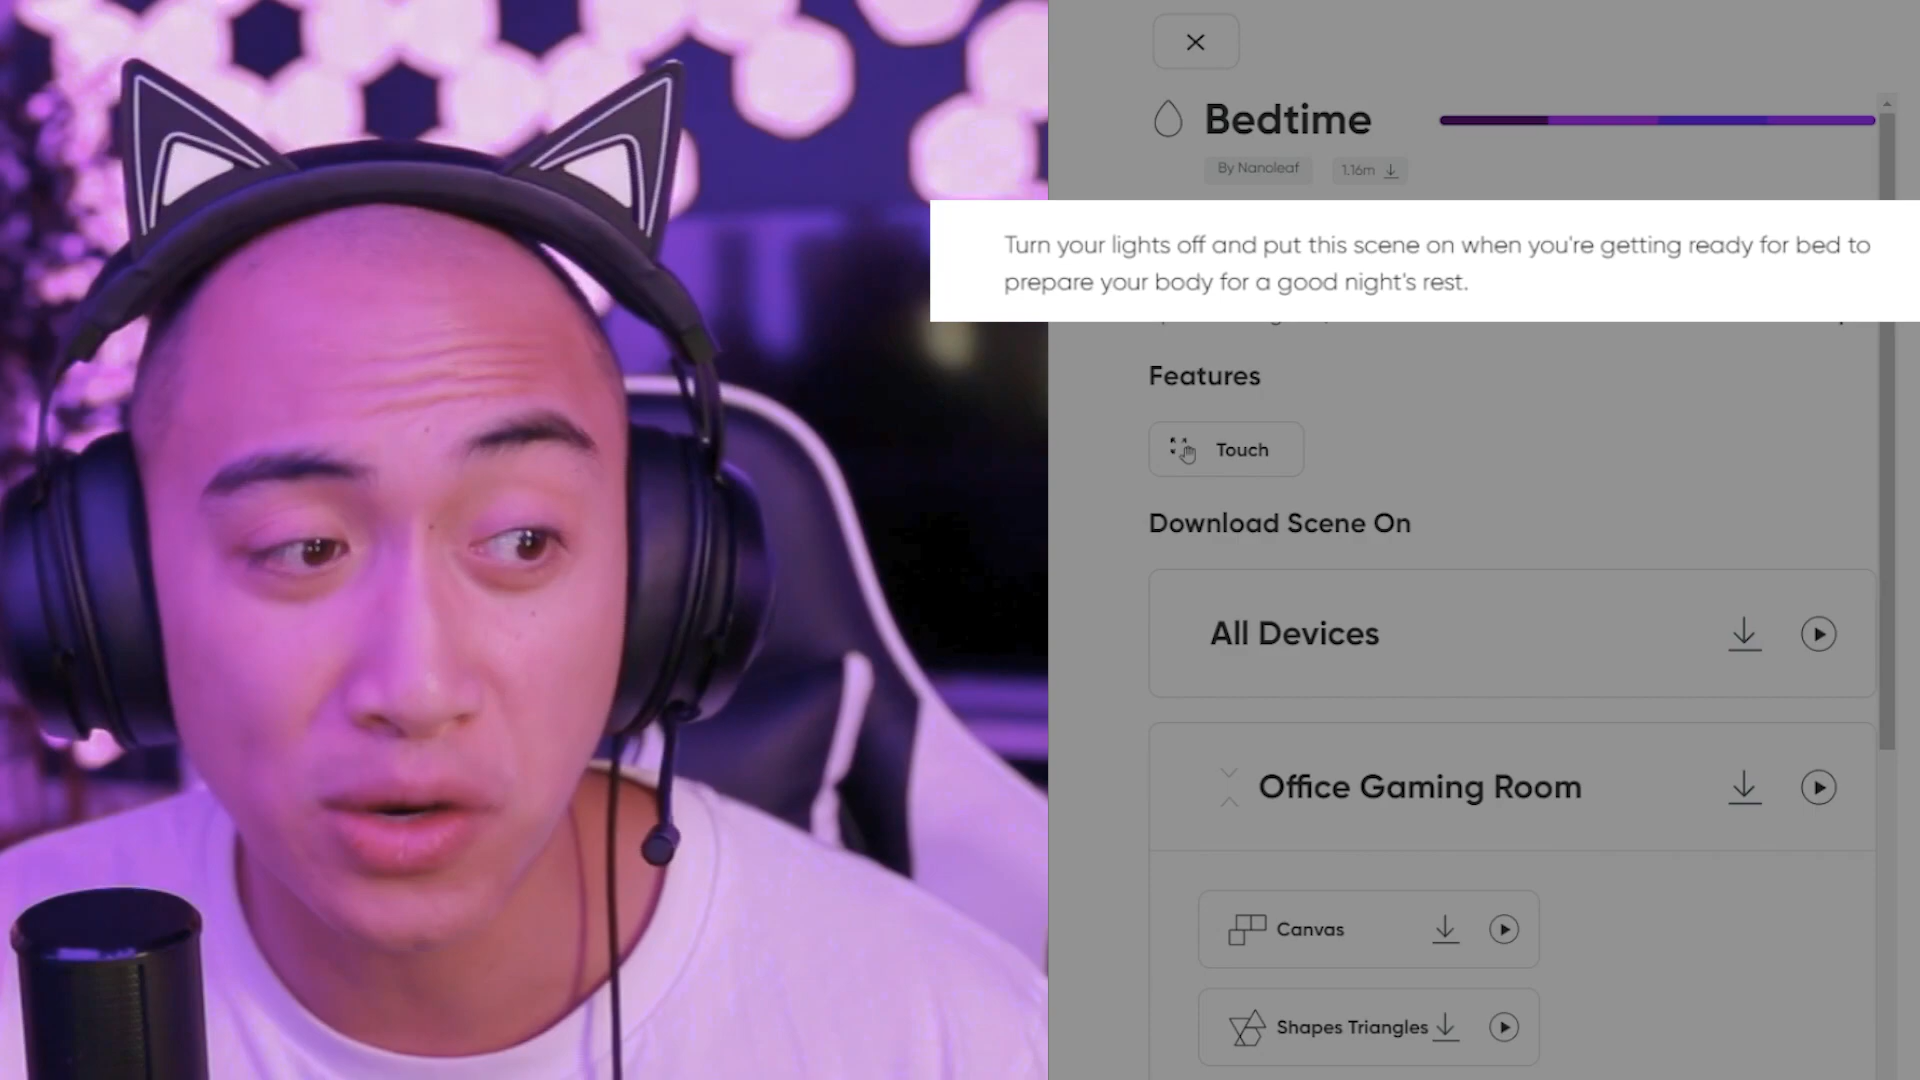 Bedtime
By Nanoleaf
1.16m
Turn your lights off and put this scene on when you're getting ready for bed to
prepare your body for a good night's rest.
Features
Touch
Download Scene On
All Devices
Office Gaming Room
Canvas
Shapes Triangles